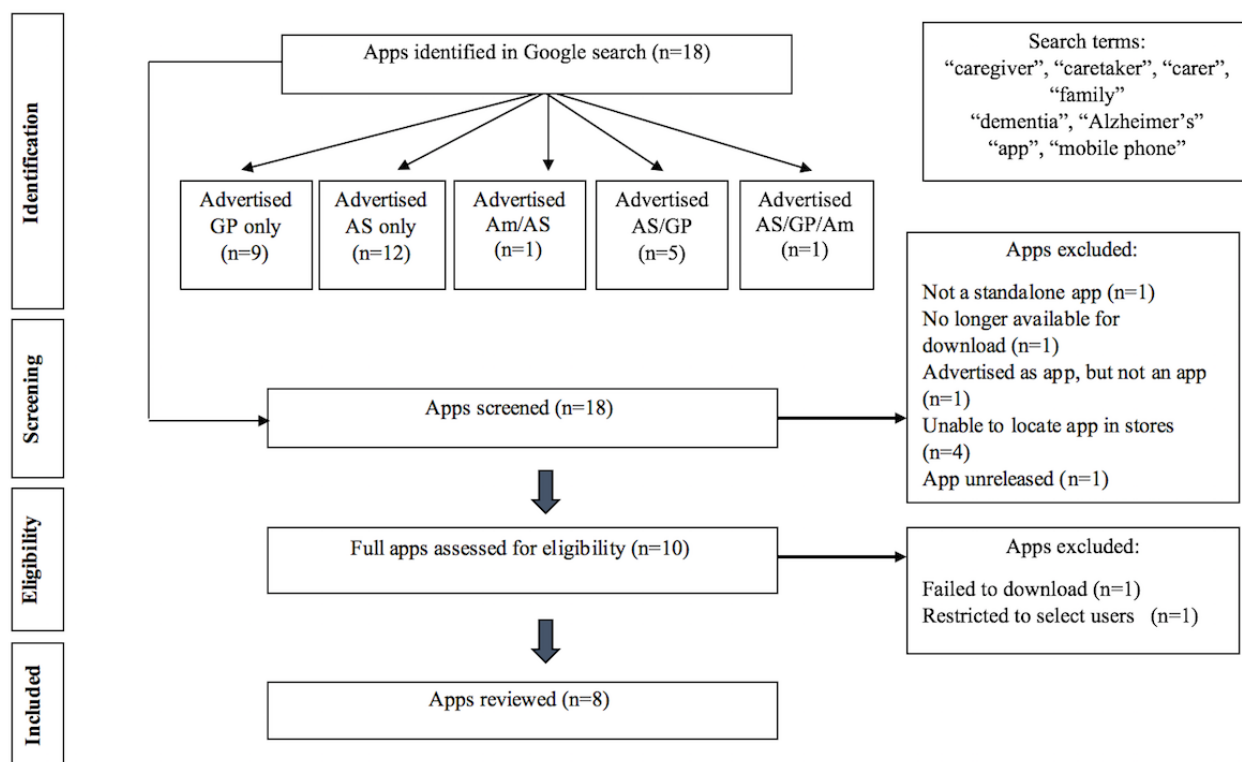 Identification
Apps identified in Google search (n=18)
Search terms:
“caregiver”, “caretaker”, “carer”,
“family”
“dementia”, “Alzheimer’s”
“app”, “mobile phone”
Advertised
GP only
(n=9)
Advertised
AS only
(n=12)
Advertised
Am/AS
(n=1)
Advertised
AS/GP
(n=5)
Advertised
AS/GP/Am
(n=1)
Screening
Apps screened (n=18)
Apps excluded:
Not a standalone app (n=1)
No longer available for
download (n=1)
Advertised as app, but not an app
(n=1)
Unable to locate app in stores
(n=4)
App unreleased (n=1)
Eligibility
Full apps assessed for eligibility (n=10)
Apps excluded:
Failed to download (n=1)
Restricted to select users (n=1)
Included
Apps reviewed (n=8)